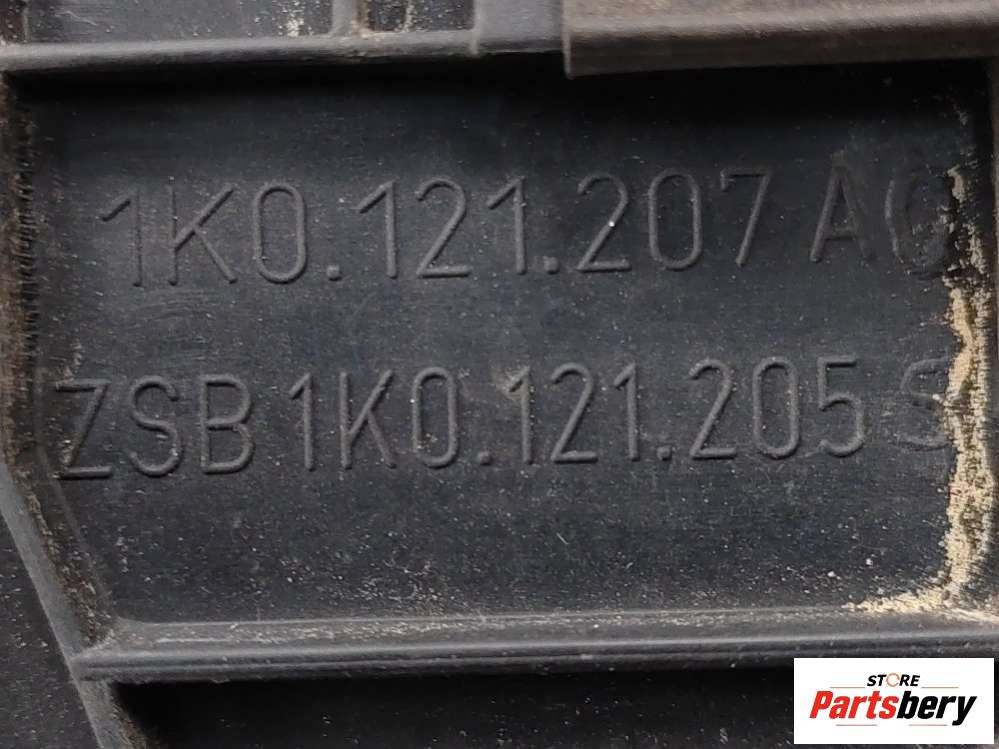 1K0.121.207
ZSB 1K0.121.205 S
STORE
Partsbery